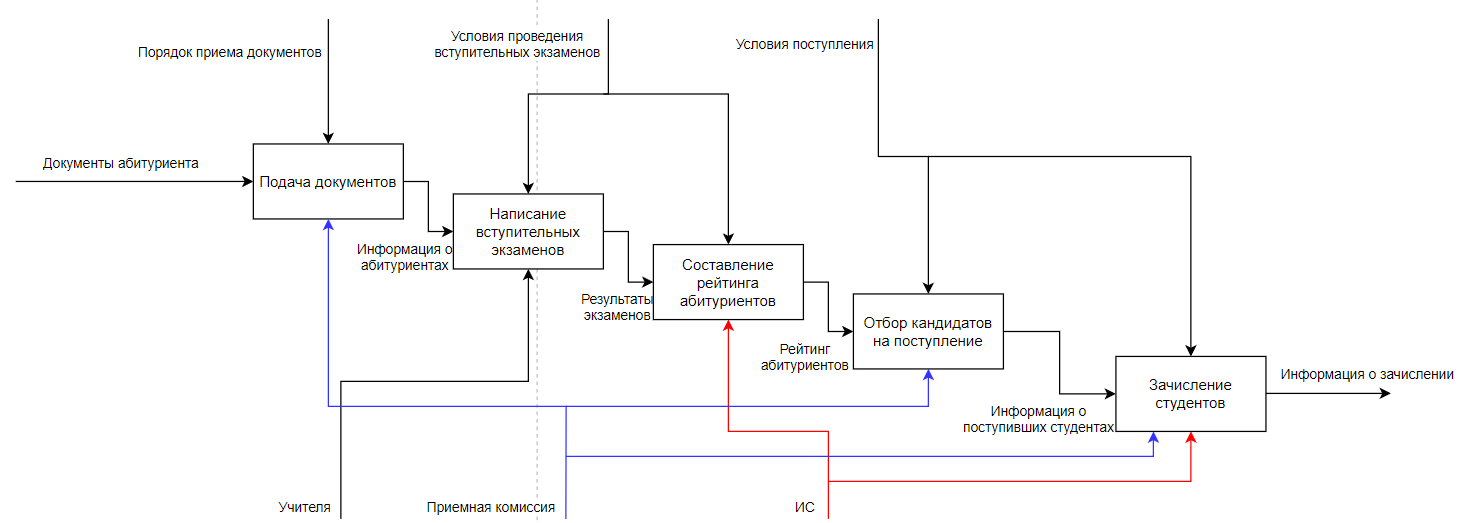 Условия проведения
вступительных экзаменов
Условия поступления
Порядок приема документов
Документы абитуриента
Подача документов
Написание
вступительных
экзаменов
Информация о
абитуриентах
Составление
рейтинга
абитуриентов
Результаты
экзаменов
Отбор кандидатов
на поступление
Рейтинг
абитуриентов
Информация о зачислении
Зачисление
студентов
Информация о
поступивших студентах
Учителя
Приемная комиссия
ИС